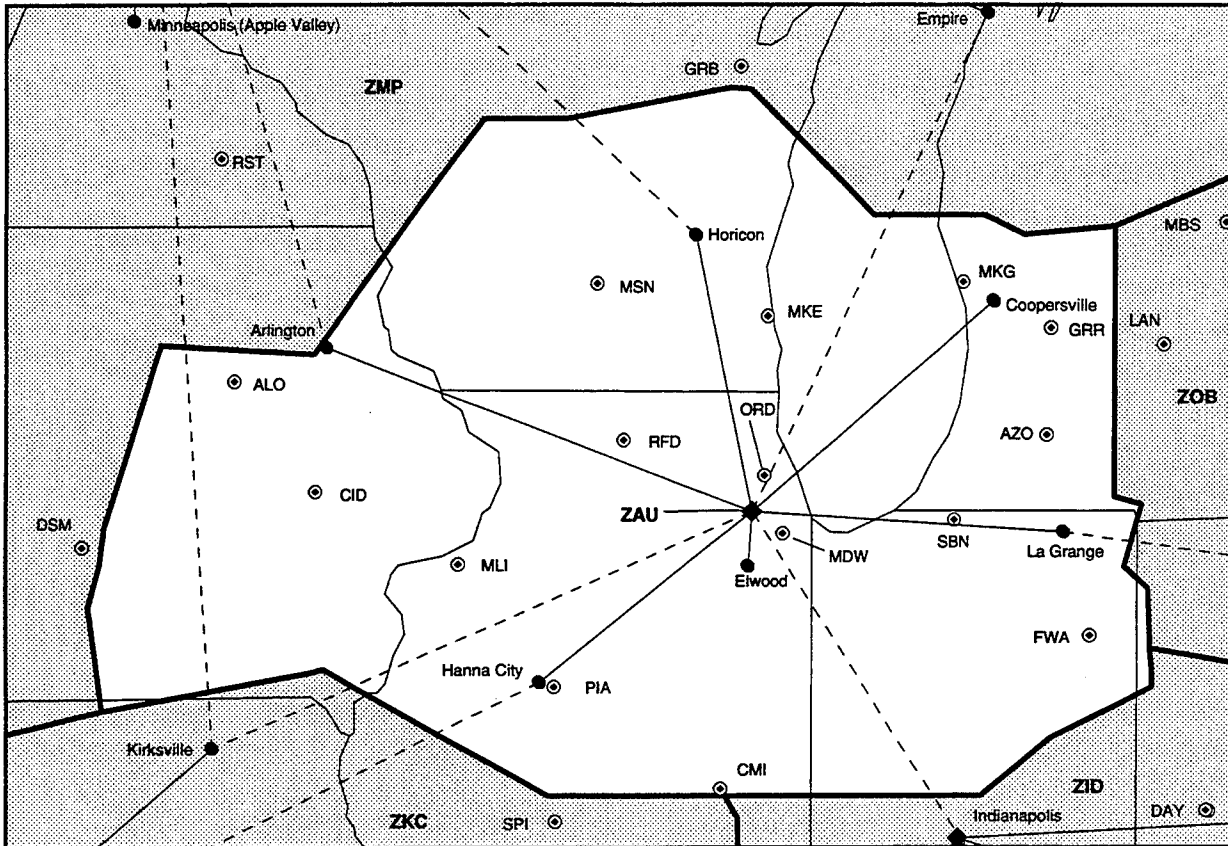 Minneapolis (Apple Valley)
Empire
GRB
ZMP
RST
MBS
Horicon
MSN
MKG
Coopersville
MKE
GRR
LAN
Arlington
ALO
ZOB
ORD
RFD
AZO
CID
ZAU
DSM
SBN
La Grange
MDW
MLI
Elwood
FWA
Hanna City
PIA
Kirksville
CMI
ZID
Indianapolis
DAY
ZKC
SPI